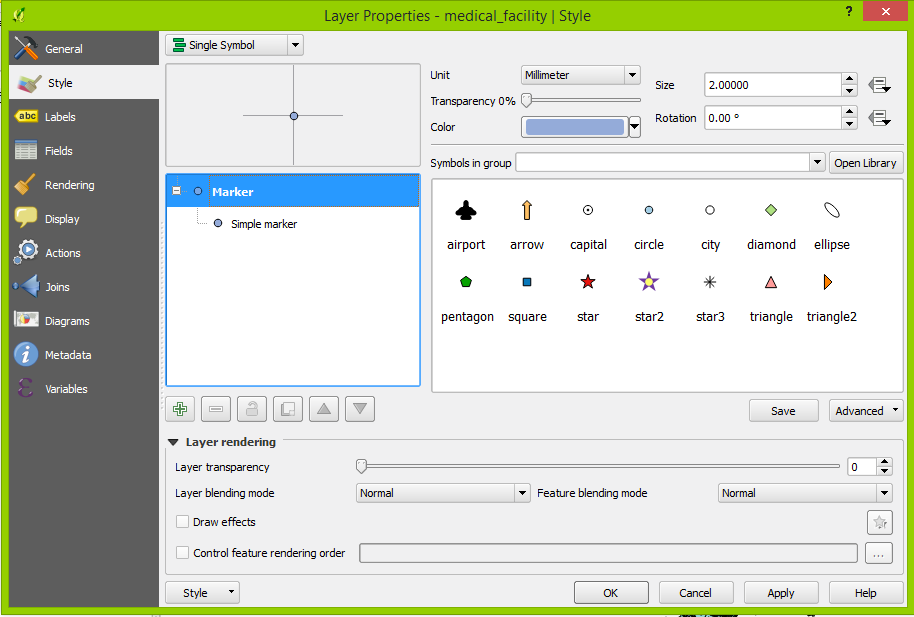 Layer Properties - medical_facility | Style
?
General
Style
abc Labels
Fields
Rendering
Display
Actions
Joins
Diagrams
i Metadata
Variables
Single Symbol
Unit Millimeter
Transparency 0%
Color
Size 2.00000
Rotation 0.00 °
Symbols in group
Open Library
Marker
Simple marker
airport arrow capital circle city diamond ellipse
pentagon square star star2 star3 triangle triangle2
Save Advanced
Layer rendering
Layer transparency 0
Layer blending mode Normal Feature blending mode Normal
Draw effects
Control feature rendering order ...
Style OK Cancel Apply Help